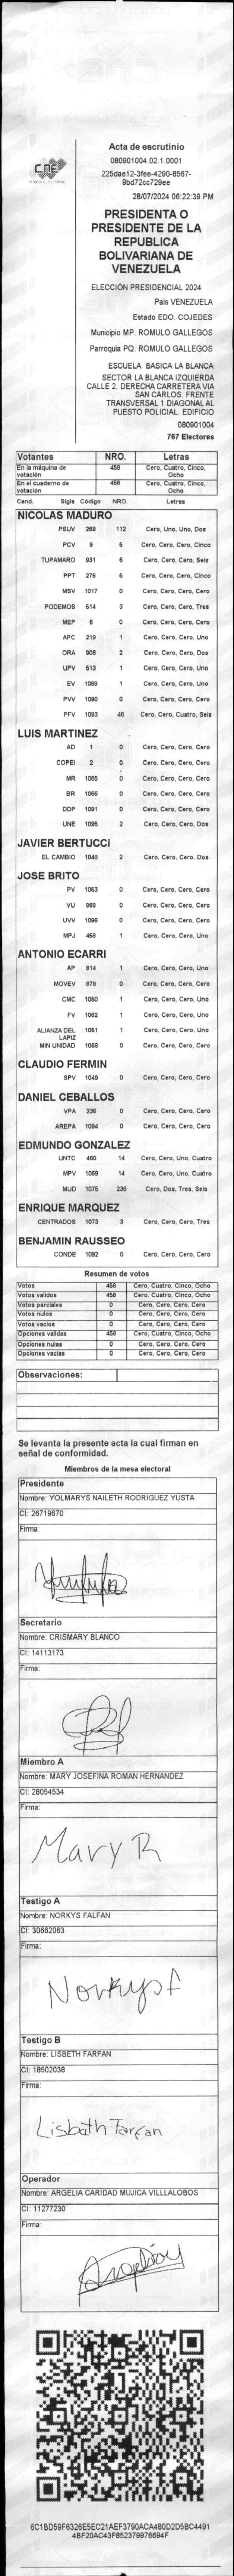 CNE
Acta de escrutinio
080901004.02.1.0001
225dae12-3fee-4290-8567-
9bd72cc729ee
28/07/2024 06:22:39 PM
PRESIDENTA O
PRESIDENTE DE LA
REPUBLICA
BOLIVARIANA DE
VENEZUELA
ELECCIÓN PRESIDENCIAL 2024
País VENEZUELA
Estado EDO. COJEDES
Municipio MP. ROMULO GALLEGOS
Parroquia PQ. ROMULO GALLEGOS
ESCUELA BASICA LA BLANCA
SECTOR LA BLANCA IZQUIERDA
CALLE 2. DERECHA CARRETERA VIA
SAN CARLOS. FRENTE
TRANSVERSAL 1 DIAGONAL AL
PUESTO POLICIAL. EDIFICIO
080901004
767 Electores
Votantes NRO. Letras
En la máquina de votación 458 Cero, Cuatro, Cinco, Ocho
En el cuaderno de votación 458 Cero, Cuatro, Cinco, Ocho
Cand. Sigla Código NRO. Letras
NICOLAS MADURO
PSUV 269 112 Cero, Uno, Uno, Dos
PCV 9 5 Cero, Cero, Cero, Cinco
TUPAMARO 931 6 Cero, Cero, Cero, Seis
PPT 276 5 Cero, Cero, Cero, Cinco
MSV 1017 0 Cero, Cero, Cero, Cero
PODEMOS 514 3 Cero, Cero, Cero, Tres
MEP 6 0 Cero, Cero, Cero, Cero
APC 219 1 Cero, Cero, Cero, Uno
ORA 906 2 Cero, Cero, Cero, Dos
UPV 513 1 Cero, Cero, Cero, Uno
EV 1099 1 Cero, Cero, Cero, Uno
PVV 1090 0 Cero, Cero, Cero, Cero
PFV 1093 46 Cero, Cero, Cuatro, Seis
LUIS MARTINEZ
AD 1 0 Cero, Cero, Cero, Cero
COPEI 2 0 Cero, Cero, Cero, Cero
MR 1065 0 Cero, Cero, Cero, Cero
BR 1066 0 Cero, Cero, Cero, Cero
DDP 1091 0 Cero, Cero, Cero, Cero
UNE 1095 2 Cero, Cero, Cero, Dos
JAVIER BERTUCCI
EL CAMBIO 1048 2 Cero, Cero, Cero, Dos
JOSE BRITO
PV 1053 0 Cero, Cero, Cero, Cero
VU 968 0 Cero, Cero, Cero, Cero
UVV 1096 0 Cero, Cero, Cero, Cero
MPJ 458 1 Cero, Cero, Cero, Uno
ANTONIO ECARRI
AP 814 1 Cero, Cero, Cero, Uno
MOVEV 978 0 Cero, Cero, Cero, Cero
CMC 1050 1 Cero, Cero, Cero, Uno
FV 1062 1 Cero, Cero, Cero, Uno
ALIANZA DEL LAPIZ 1051 1 Cero, Cero, Cero, Uno
MIN UNIDAD 1069 0 Cero, Cero, Cero, Cero
CLAUDIO FERMIN
SPV 1049 0 Cero, Cero, Cero, Cero
DANIEL CEBALLOS
VPA 236 0 Cero, Cero, Cero, Cero
AREPA 1094 0 Cero, Cero, Cero, Cero
EDMUNDO GONZALEZ
UNTC 460 14 Cero, Cero, Uno, Cuatro
MPV 1069 14 Cero, Cero, Uno, Cuatro
MUD 1075 236 Cero, Dos, Tres, Seis
ENRIQUE MARQUEZ
CENTRADOS 1073 3 Cero, Cero, Cero, Tres
BENJAMIN RAUSSEO
CONDE 1092 0 Cero, Cero, Cero, Cero
Resumen de votos
Votos 458 Cero, Cuatro, Cinco, Ocho
Votos validos 458 Cero, Cuatro, Cinco, Ocho
Votos parciales 0 Cero, Cero, Cero, Cero
Votos nulos 0 Cero, Cero, Cero, Cero
Votos vacios 0 Cero, Cero, Cero, Cero
Opciones validas 458 Cero, Cuatro, Cinco, Ocho
Opciones nulas 0 Cero, Cero, Cero, Cero
Opciones vacias 0 Cero, Cero, Cero, Cero
Observaciones:
Se levanta la presente acta la cual firman en
señal de conformidad.
Miembros de la mesa electoral
Presidente
Nombre: YOLMARYS NAILETH RODRIGUEZ YUSTA
CI: 26719670
Firma:
Secretario
Nombre: CRISMARY BLANCO
CI: 14113173
Firma:
Miembro A
Nombre: MARY JOSEFINA ROMAN HERNANDEZ
CI: 28054534
Firma:
Mary R
Testigo A
Nombre: NORKYS FALFAN
CI: 30662063
Firma:
Norkys f
Testigo B
Nombre: LISBETH FARFAN
CI: 18502038
Firma:
Lisbeth Farfan
Operador
Nombre: ARGELIA CARIDAD MUJICA VILLLALOBOS
CI: 11277230
Firma:
6C1BD59F6326E5EC21AEF3790ACA480D2D5BC4491
4BF20AC43F852379976694F